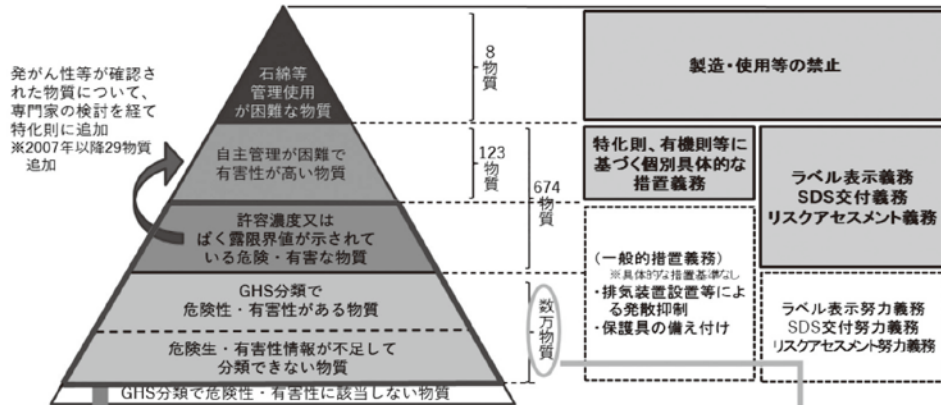 発がん性等が確認され
た物質について、
専門家の検討を経て
特化則に追加
※2007年以降29物質
追加
石綿等
管理使用
が困難な物質
自主管理が困難で
有害性が高い物質
許容濃度又は
ばく露限界値が示されて
いる危険・有害な物質
GHS分類で
危険性・有害性がある物質
危険生・有害性情報が不足して
分類できない物質
GHS分類で危険性・有害性に該当しない物質
8物質
123物質
674物質
数万物質
製造・使用等の禁止
特化則、有機則等に
基づく個別具体的な
措置義務
ラベル表示義務
SDS交付義務
リスクアセスメント義務
(一般的措置義務)
※具体的な措置基準なし
・排気装置設置等によ
る発散抑制
・保護具の備え付け
ラベル表示努力義務
SDS交付努力義務
リスクアセスメント努力義務